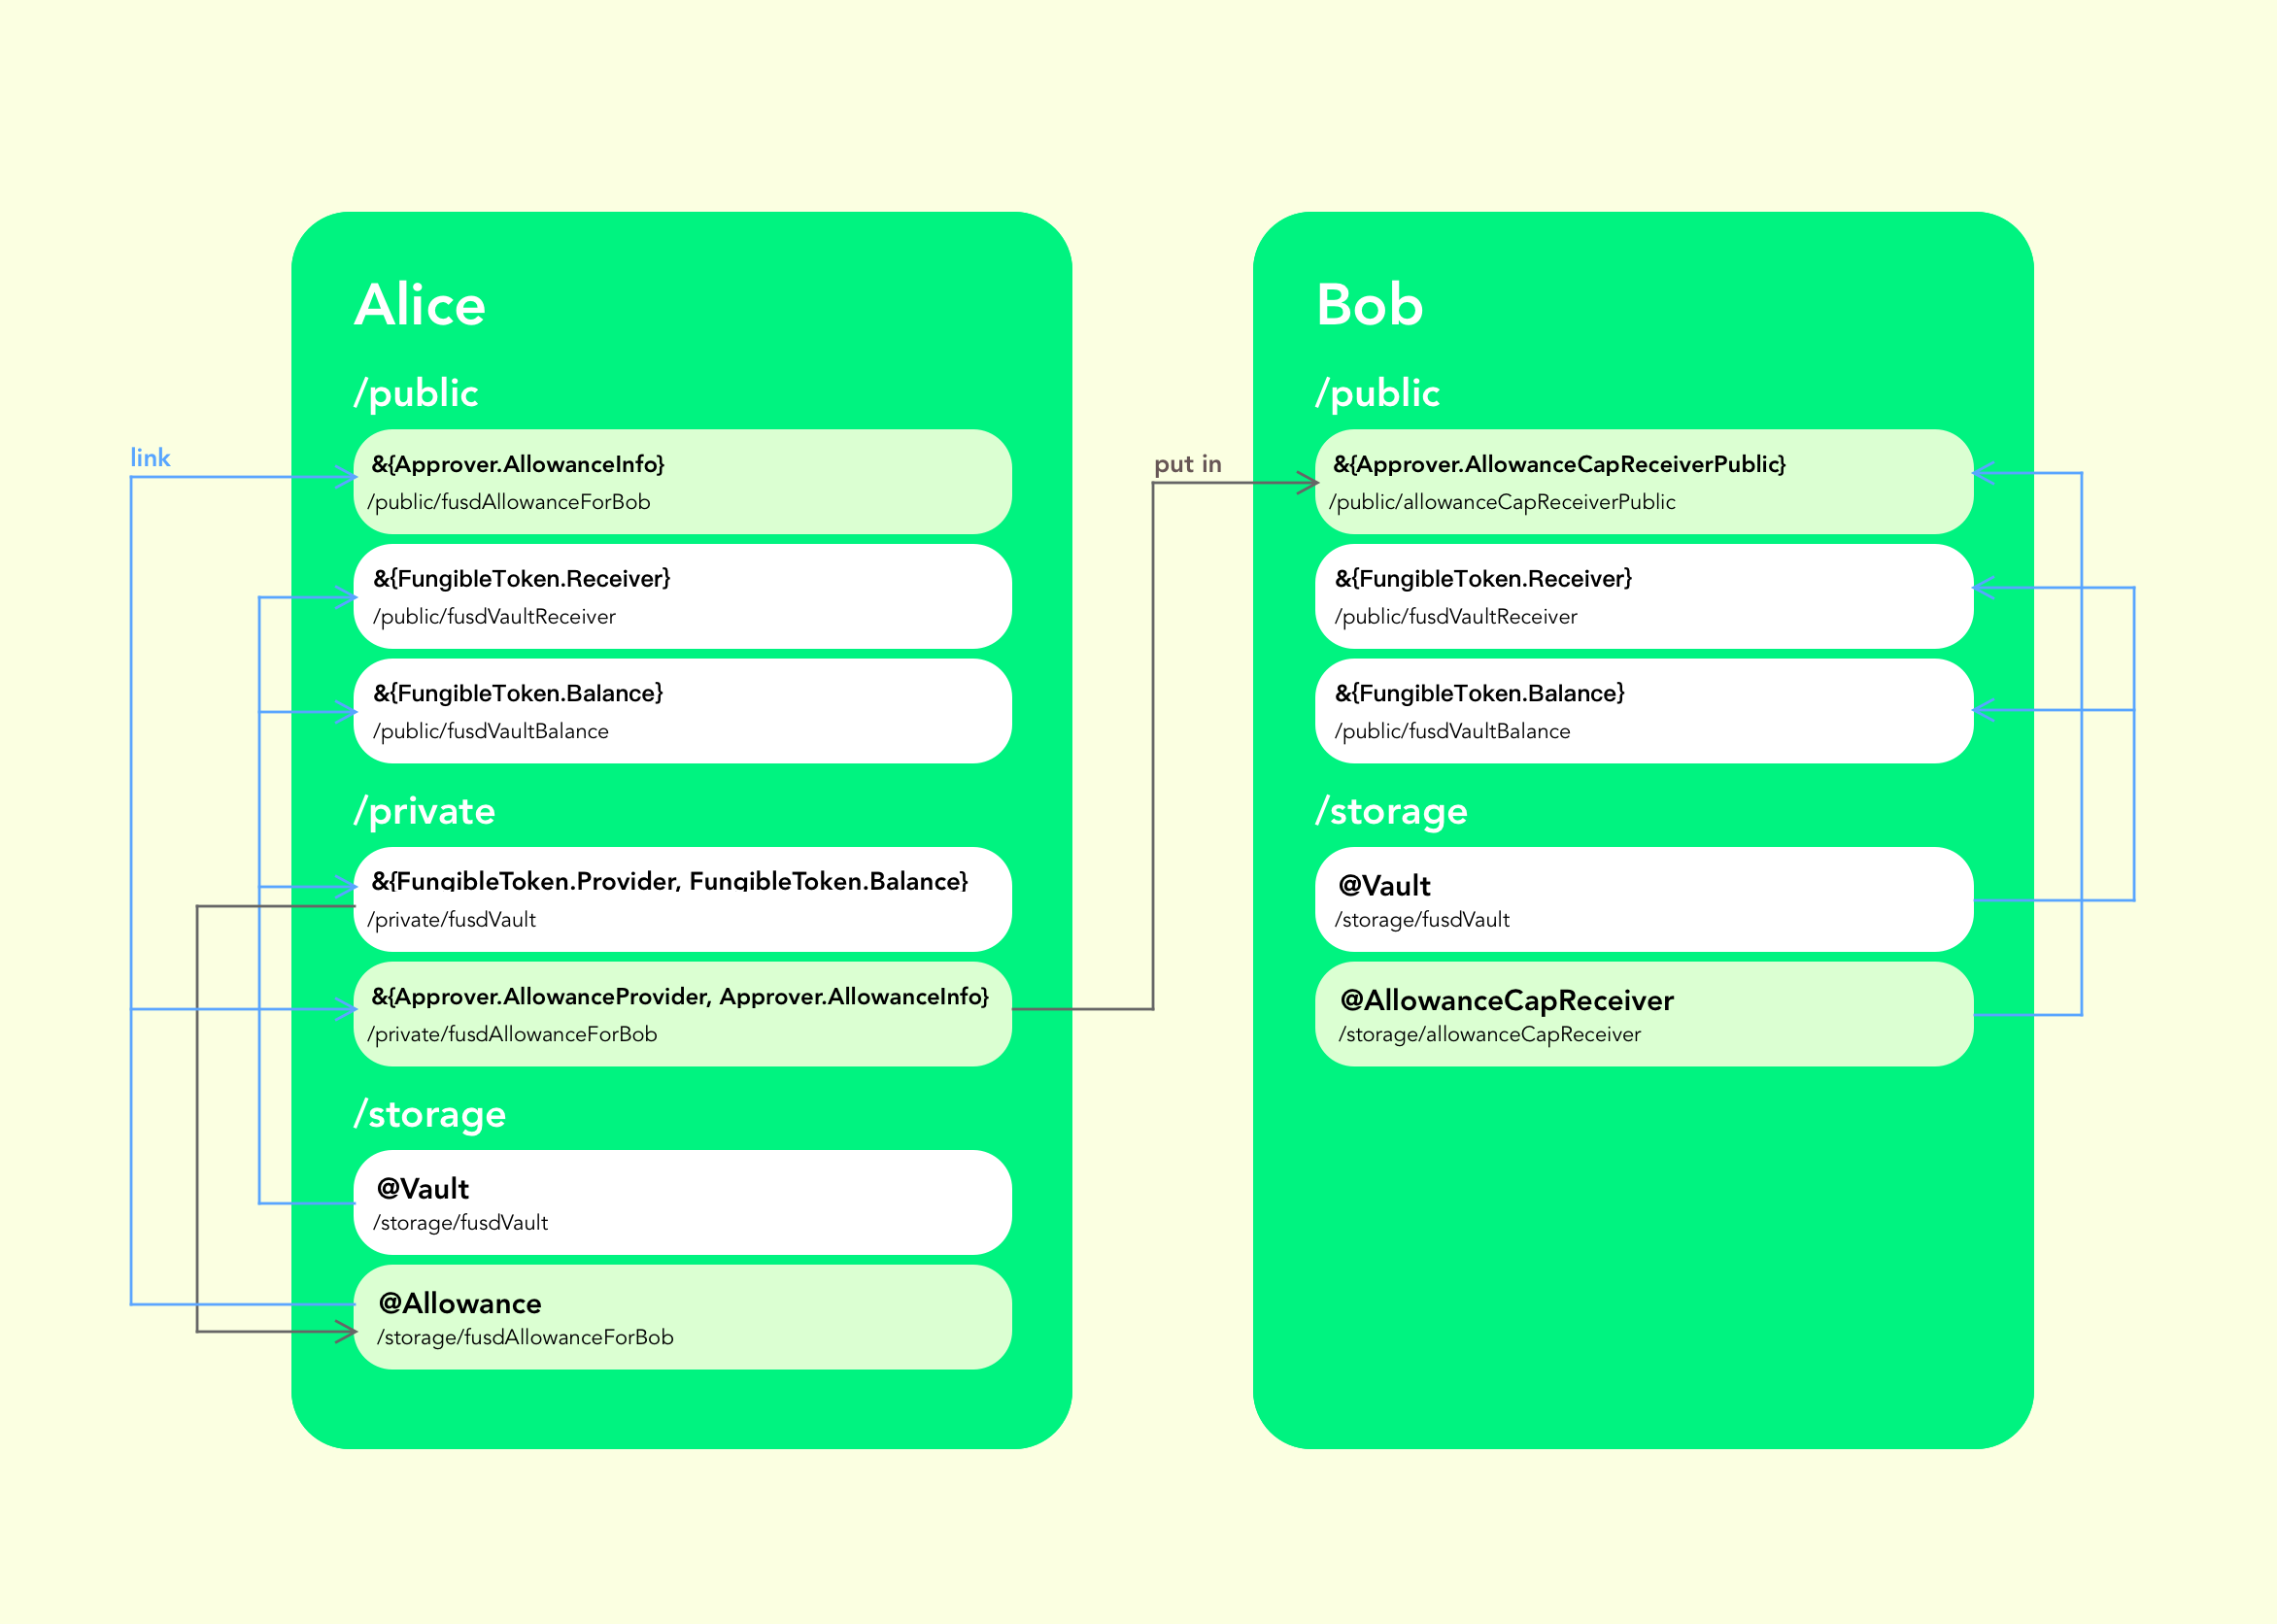 Alice
/public
link
&{Approver.AllowanceInfo}
/public/fusdAllowanceForBob
&{FungibleToken.Receiver}
/public/fusdVaultReceiver
&{FungibleToken.Balance}
/public/fusdVaultBalance
/private
&{FungibleToken.Provider, FungibleToken.Balance}
/private/fusdVault
&{Approver.AllowanceProvider, Approver.AllowanceInfo}
/private/fusdAllowanceForBob
/storage
@Vault
/storage/fusdVault
@Allowance
/storage/fusdAllowanceForBob
put in
Bob
/public
&{Approver.AllowanceCapReceiverPublic}
/public/allowanceCapReceiverPublic
&{FungibleToken.Receiver}
/public/fusdVaultReceiver
&{FungibleToken.Balance}
/public/fusdVaultBalance
/storage
@Vault
/storage/fusdVault
@AllowanceCapReceiver
/storage/allowanceCapReceiver